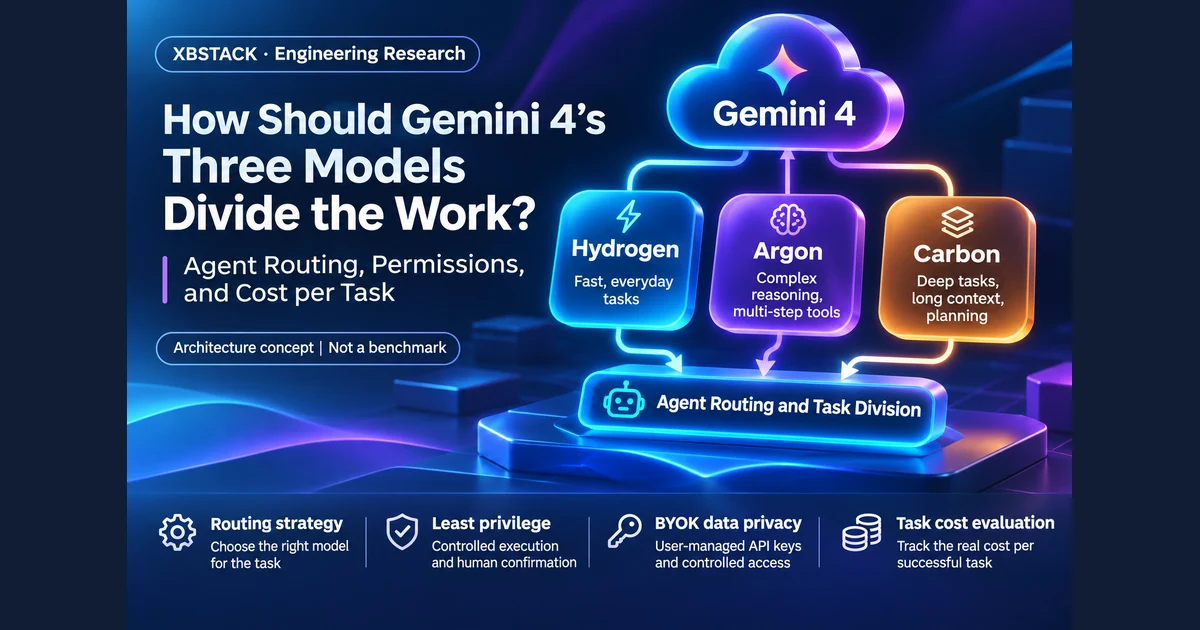 XBSTACK · Engineering Research
How Should Gemini 4’s
Three Models
Divide the Work?
Agent Routing, Permissions,
and Cost per Task
Architecture concept | Not a benchmark
Gemini 4
Hydrogen
Fast, everyday
tasks
Argon
Complex
reasoning,
multi-step tools
Carbon
Deep tasks,
long context,
planning
Agent Routing and Task Division
Routing strategy
Choose the right model
for the task
Least privilege
Controlled execution
and human confirmation
BYOK data privacy
User-managed API keys
and controlled access
Task cost evaluation
Track the real cost per
successful task